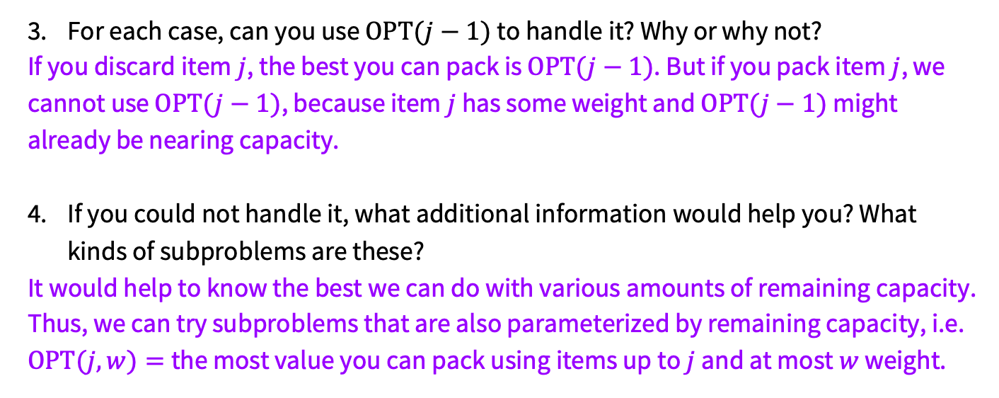 3. For each case, can you use OPT(j − 1) to handle it? Why or why not?
If you discard item j, the best you can pack is OPT(j − 1). But if you pack item j, we
cannot use OPT(j − 1), because item j has some weight and OPT(j − 1) might
already be nearing capacity.
4. If you could not handle it, what additional information would help you? What
kinds of subproblems are these?
It would help to know the best we can do with various amounts of remaining capacity.
Thus, we can try subproblems that are also parameterized by remaining capacity, i.e.
OPT(j, w) = the most value you can pack using items up to j and at most w weight.